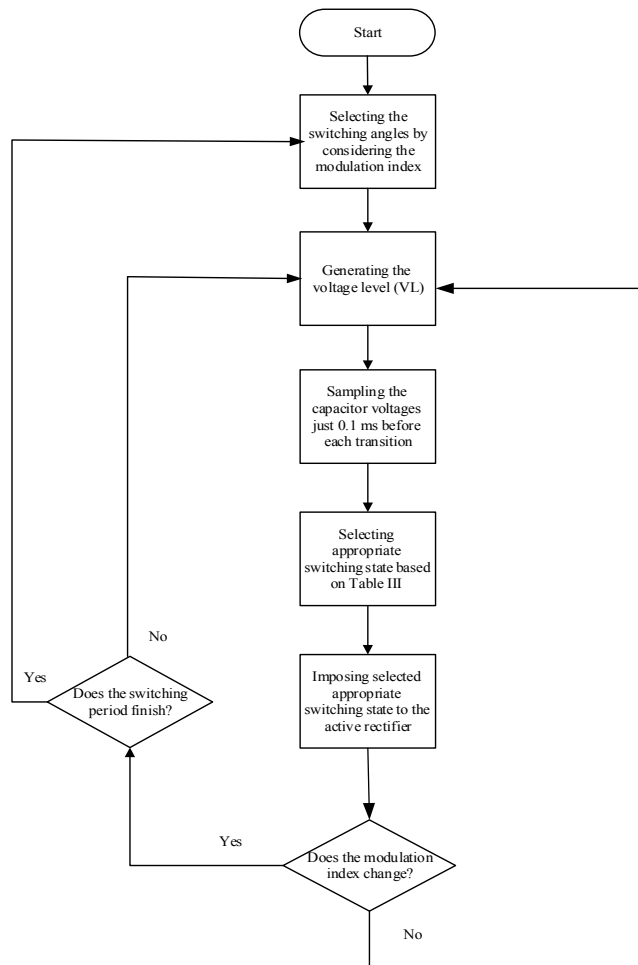 Start
Selecting the
switching angles by
considering the
modulation index
Generating the
voltage level (VL)
Sampling the
capacitor voltages
just 0.1 ms before
each transition
Selecting
appropriate
switching state based
on Table III
No
Yes
Does the switching
period finish?
Imposing selected
appropriate
switching state to the
active rectifier
Yes
Does the modulation
index change?
No